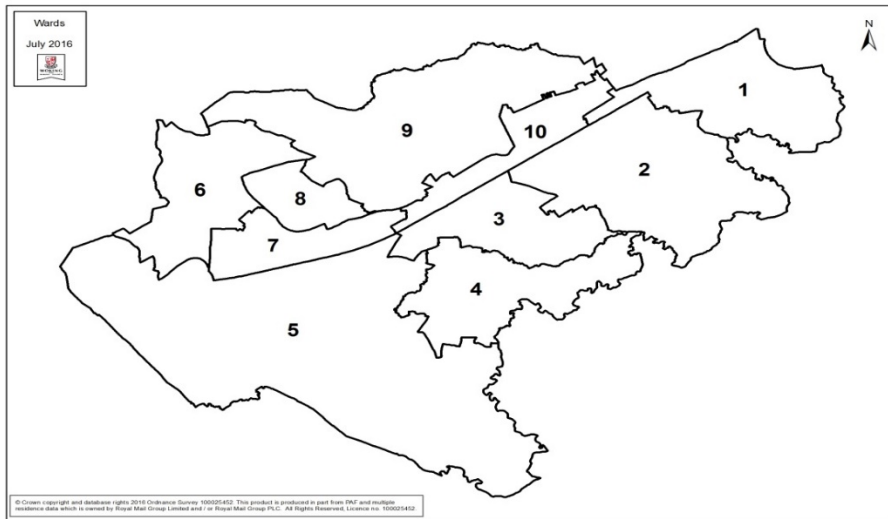 Wards
July 2016
WOKING
N
1
9
10
2
6
8
3
7
4
5
© Crown copyright and database rights 2016 Ordnance Survey 100025452. This product is produced in part from PAF and multiple
residence data which is owned by Royal Mail Group Limited and / or Royal Mail Group PLC. All Rights Reserved, Licence no. 100025452.